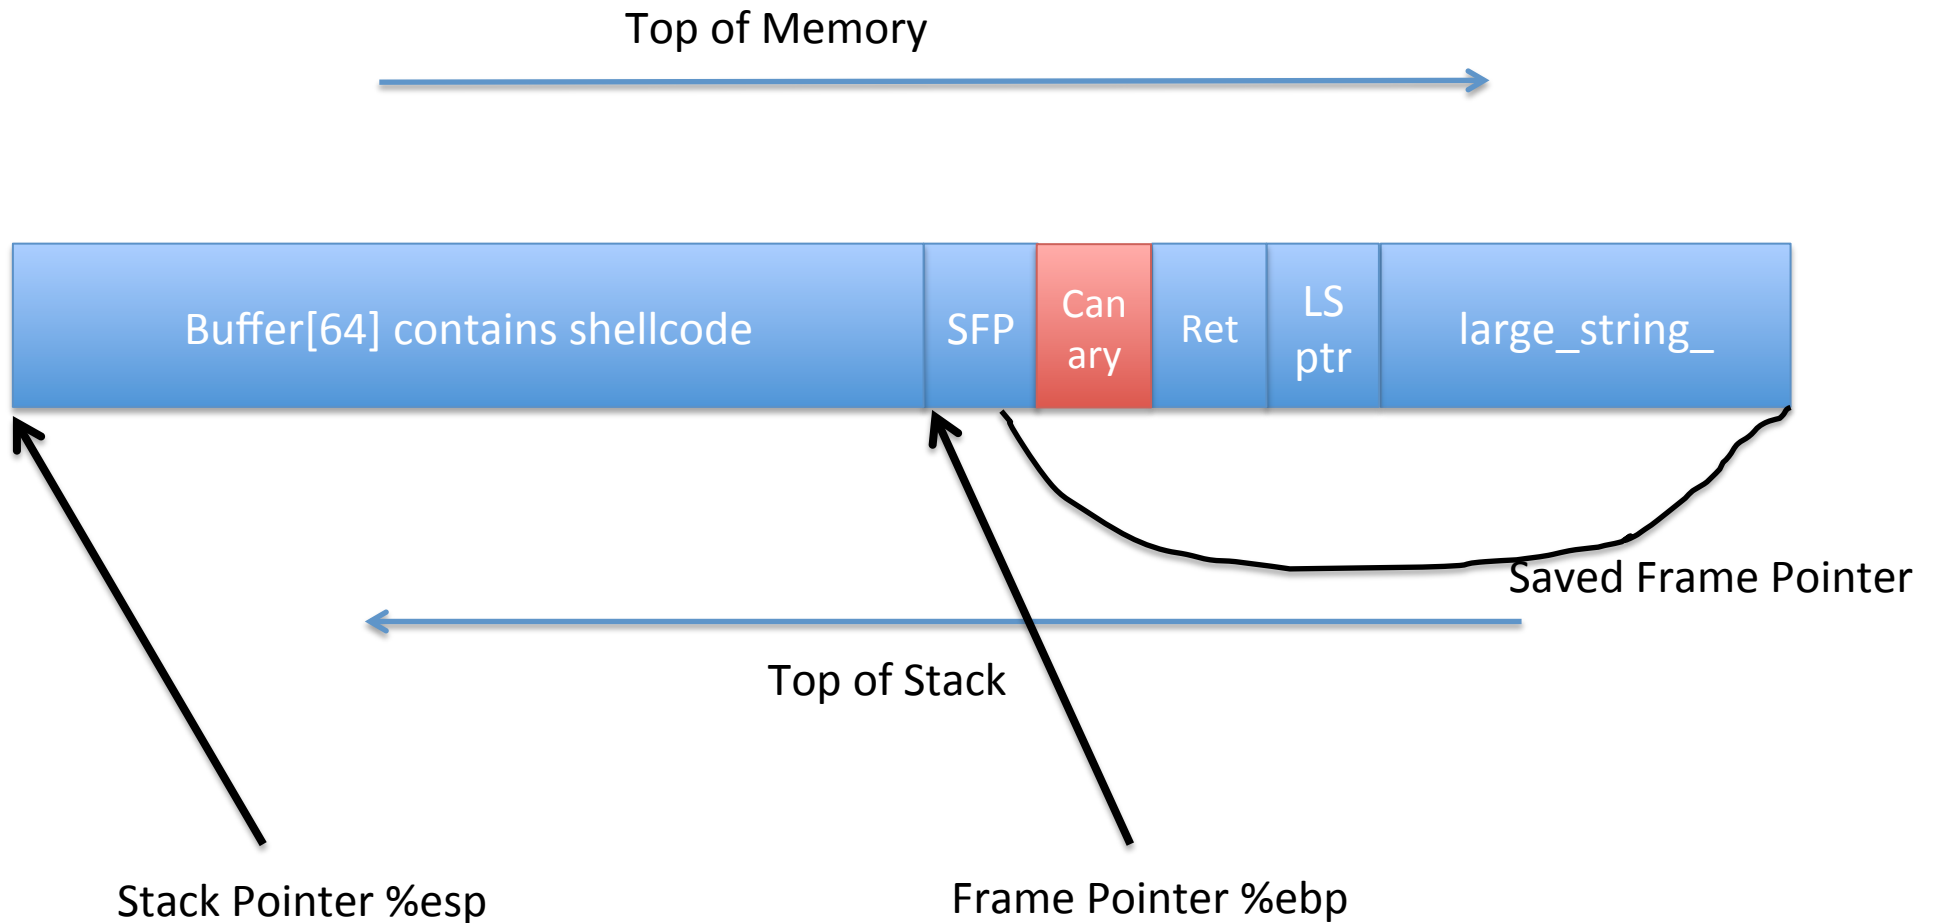 Top of Memory
Buffer[64] contains shellcode
SFP
Can
ary
Ret
LS
ptr
large_string_
Saved Frame Pointer
Top of Stack
Stack Pointer %esp
Frame Pointer %ebp